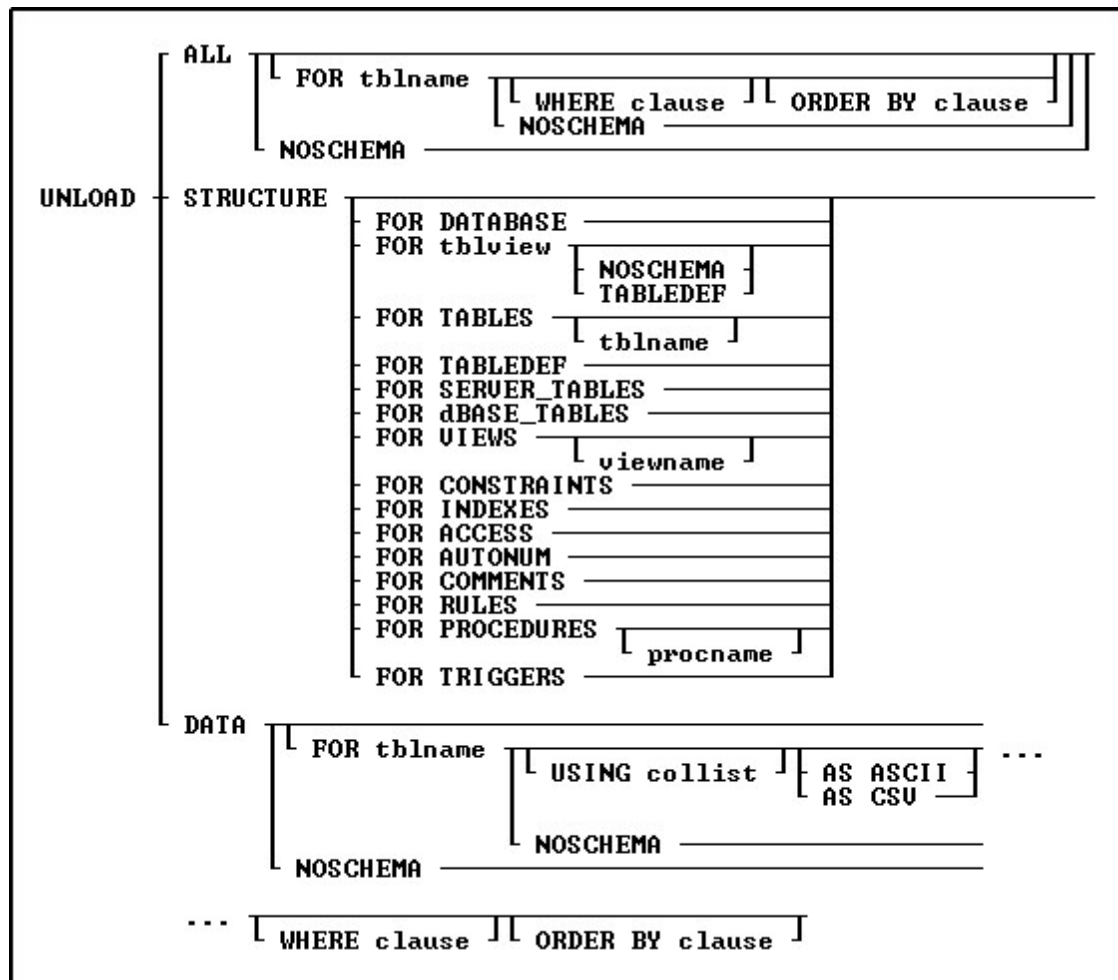 ALL
FOR tblname
WHERE clause ORDER BY clause
NOSCHEMA
NOSCHEMA
UNLOAD STRUCTURE
FOR DATABASE
FOR tblview
NOSCHEMA
TABLEDEF
FOR TABLES
tblname
FOR TABLEDEF
FOR SERVER_TABLES
FOR dBASE_TABLES
FOR VIEWS
viewname
FOR CONSTRAINTS
FOR INDEXES
FOR ACCESS
FOR AUTONUM
FOR COMMENTS
FOR RULES
FOR PROCEDURES
procname
FOR TRIGGERS
DATA
FOR tblname ...
USING collist AS ASCII
AS CSV
NOSCHEMA
NOSCHEMA
...
WHERE clause ORDER BY clause